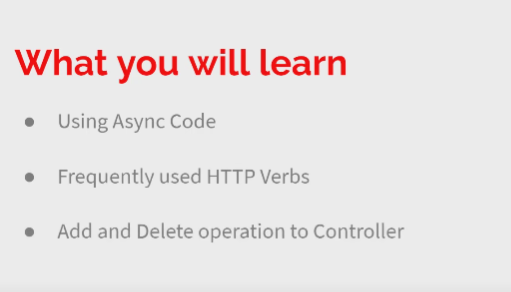 What you will learn
● Using Async Code
● Frequently used HTTP Verbs
● Add and Delete operation to Controller